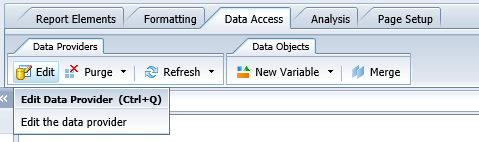 Report Elements Formatting Data Access Analysis Page Setup
Data Providers Data Objects
Edit Purge Refresh New Variable Merge
Edit Data Provider (Ctrl+Q)
Edit the data provider